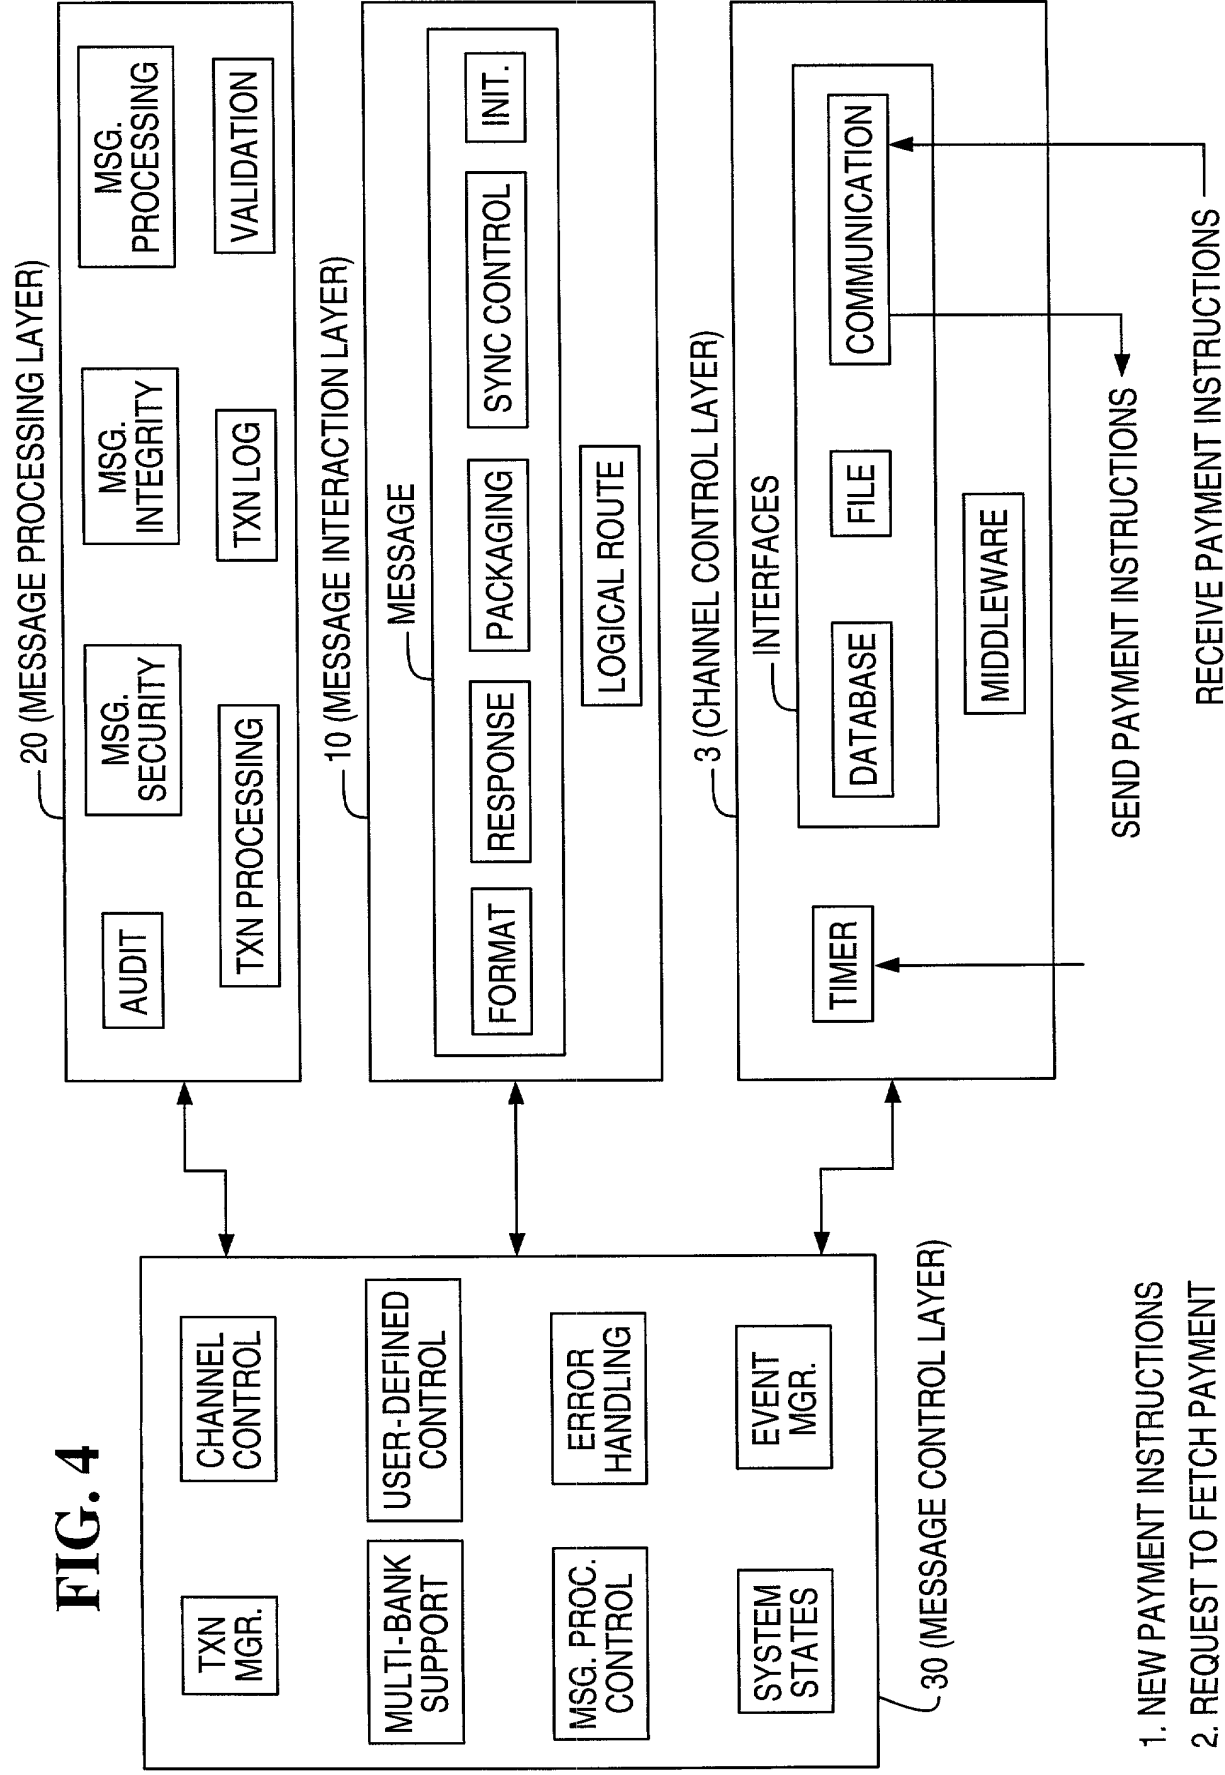 FIG. 4
TXN
MGR.
CHANNEL
CONTROL
MULTI-BANK
SUPPORT
USER-DEFINED
CONTROL
MSG. PROC.
CONTROL
ERROR
HANDLING
SYSTEM
STATES
EVENT
MGR.
30 (MESSAGE CONTROL LAYER)
1. NEW PAYMENT INSTRUCTIONS
2. REQUEST TO FETCH PAYMENT
20 (MESSAGE PROCESSING LAYER)
AUDIT
MSG.
SECURITY
MSG.
INTEGRITY
MSG.
PROCESSING
TXN PROCESSING
TXN LOG
VALIDATION
10 (MESSAGE INTERACTION LAYER)
MESSAGE
FORMAT
RESPONSE
PACKAGING
SYNC CONTROL
INIT.
LOGICAL ROUTE
3 (CHANNEL CONTROL LAYER)
INTERFACES
TIMER
DATABASE
FILE
COMMUNICATION
MIDDLEWARE
SEND PAYMENT INSTRUCTIONS
RECEIVE PAYMENT INSTRUCTIONS